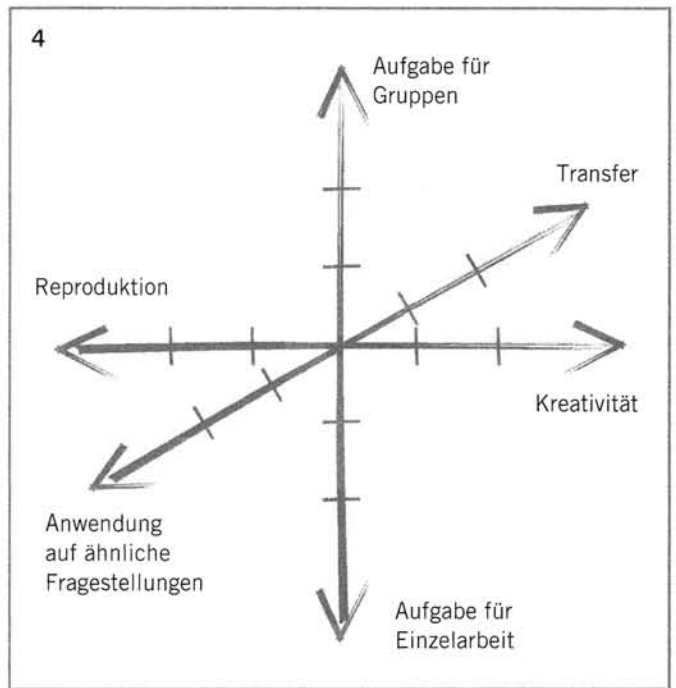 4
Aufgabe für
Gruppen
Transfer
Reproduktion
Kreativität
Anwendung
auf ähnliche
Fragestellungen
Aufgabe für
Einzelarbeit